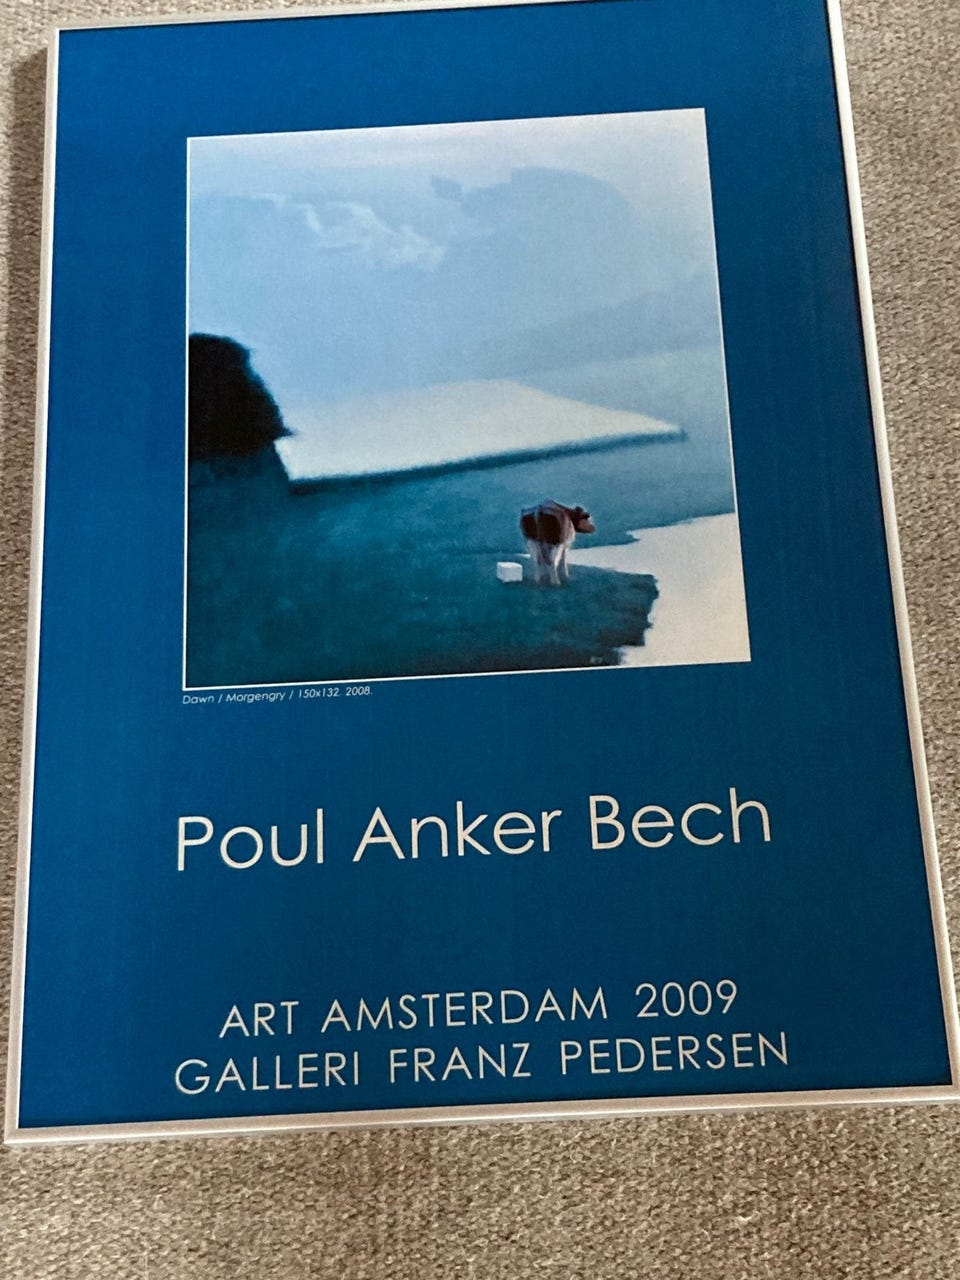 Dawn / Morgengry / 150x132. 2008.
Poul Anker Bech
ART AMSTERDAM 2009
GALLERI FRANZ PEDERSEN